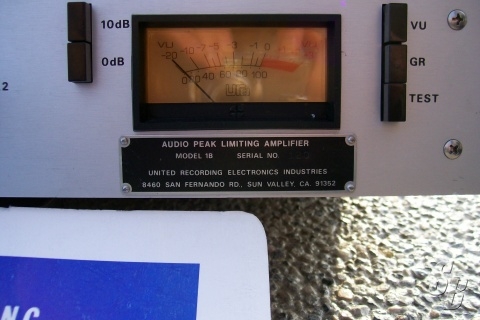 10dB
0dB
2
VU
GR
TEST
VU
-20 -10 -7 -5 -3 -1 0
0 20 40 60 80 100
AUDIO PEAK LIMITING AMPLIFIER
MODEL 1B SERIAL NO.
UNITED RECORDING ELECTRONICS INDUSTRIES
8460 SAN FERNANDO RD., SUN VALLEY, CA. 91352